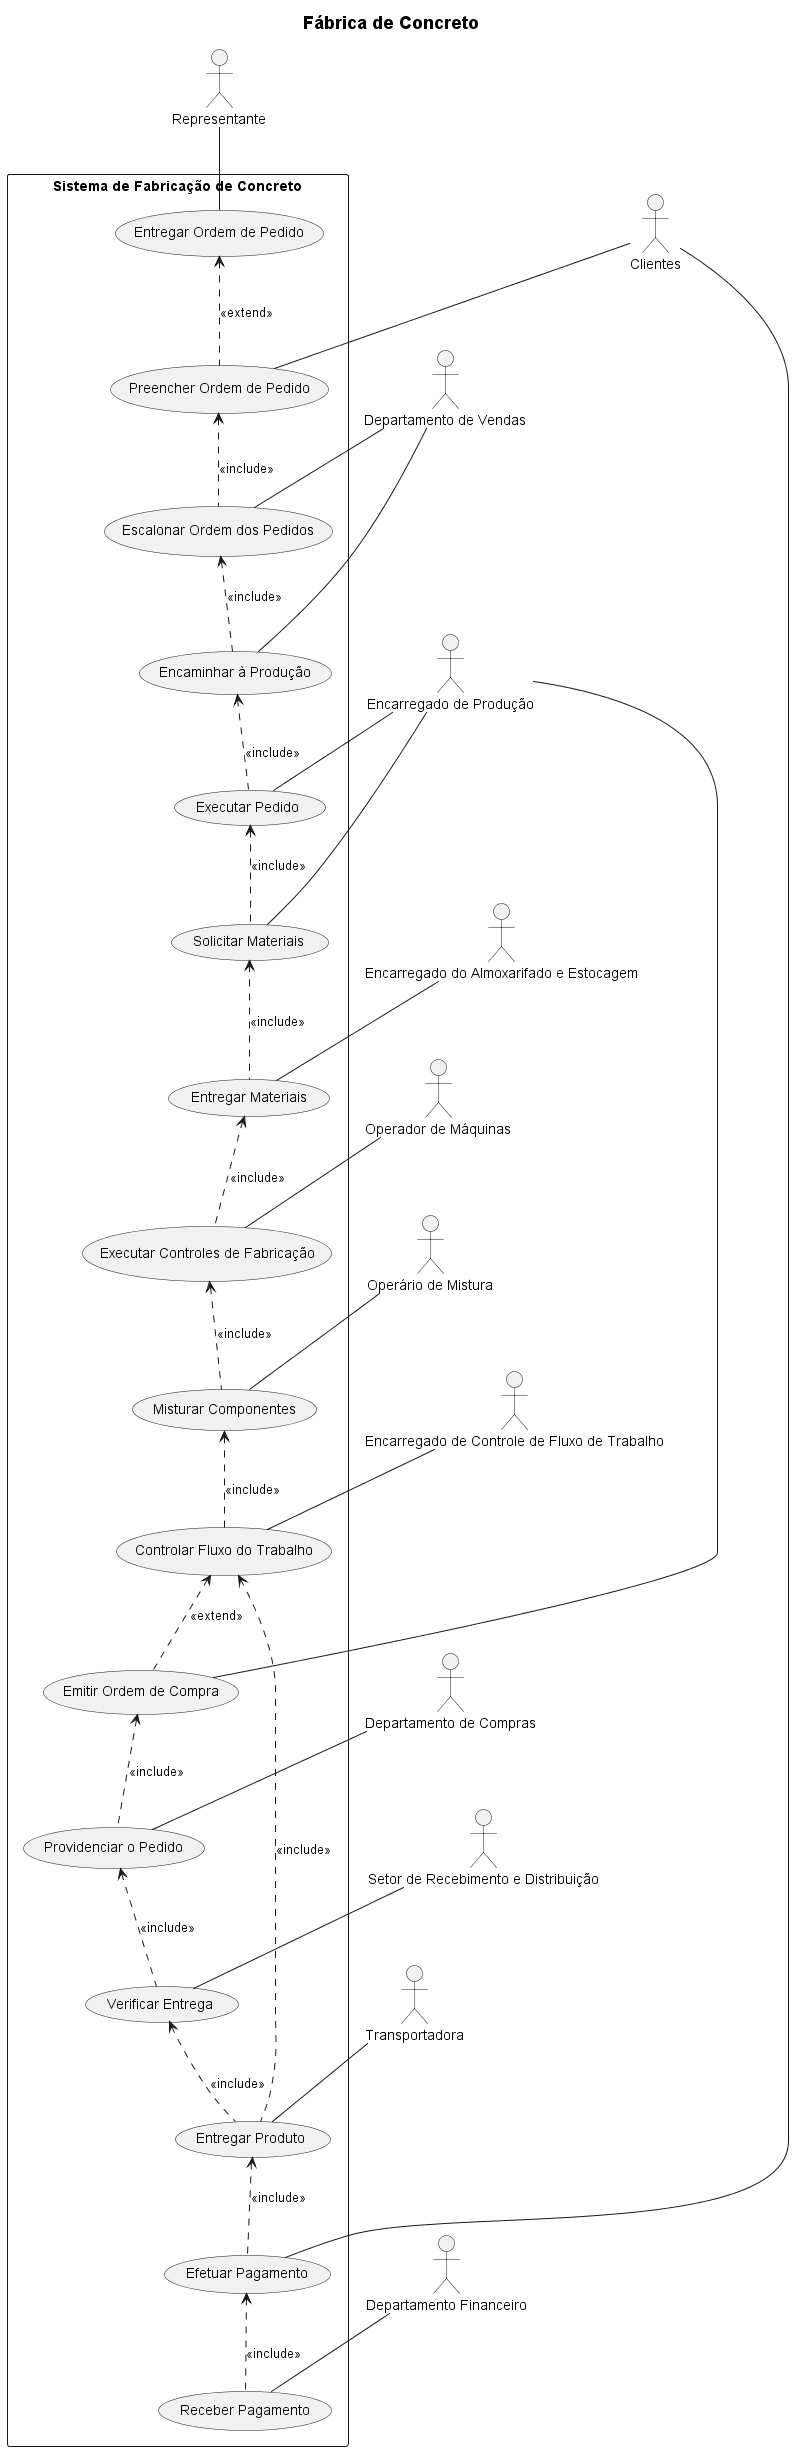 Fábrica de Concreto
Representante
Sistema de Fabricação de Concreto
Entregar Ordem de Pedido
Clientes
«extend»
Preencher Ordem de Pedido
Departamento de Vendas
«include»
Escalonar Ordem dos Pedidos
«include»
Encaminhar à Produção
Encarregado de Produção
«include»
Executar Pedido
«include»
Solicitar Materiais
Encarregado do Almoxarifado e Estocagem
«include»
Entregar Materiais
Operador de Máquinas
«include»
Executar Controles de Fabricação
Operário de Mistura
«include»
Misturar Componentes
Encarregado de Controle de Fluxo de Trabalho
«include»
Controlar Fluxo do Trabalho
«extend»
Emitir Ordem de Compra
Departamento de Compras
«include»
Providenciar o Pedido
«include»
Setor de Recebimento e Distribuição
«include»
Verificar Entrega
Transportadora
«include»
Entregar Produto
«include»
Efetuar Pagamento
Departamento Financeiro
«include»
Receber Pagamento